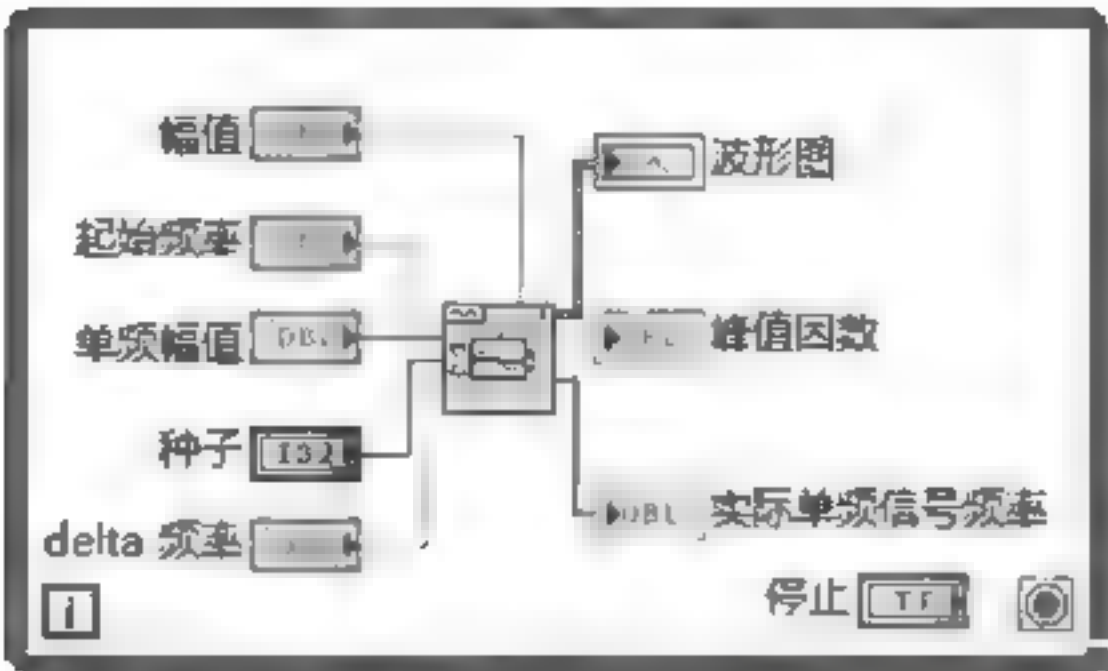 幅值
波形图
起始频率
单频幅值
峰值因数
种子 I32
DBL 实际单频信号频率
delta 频率
停止 TF
i